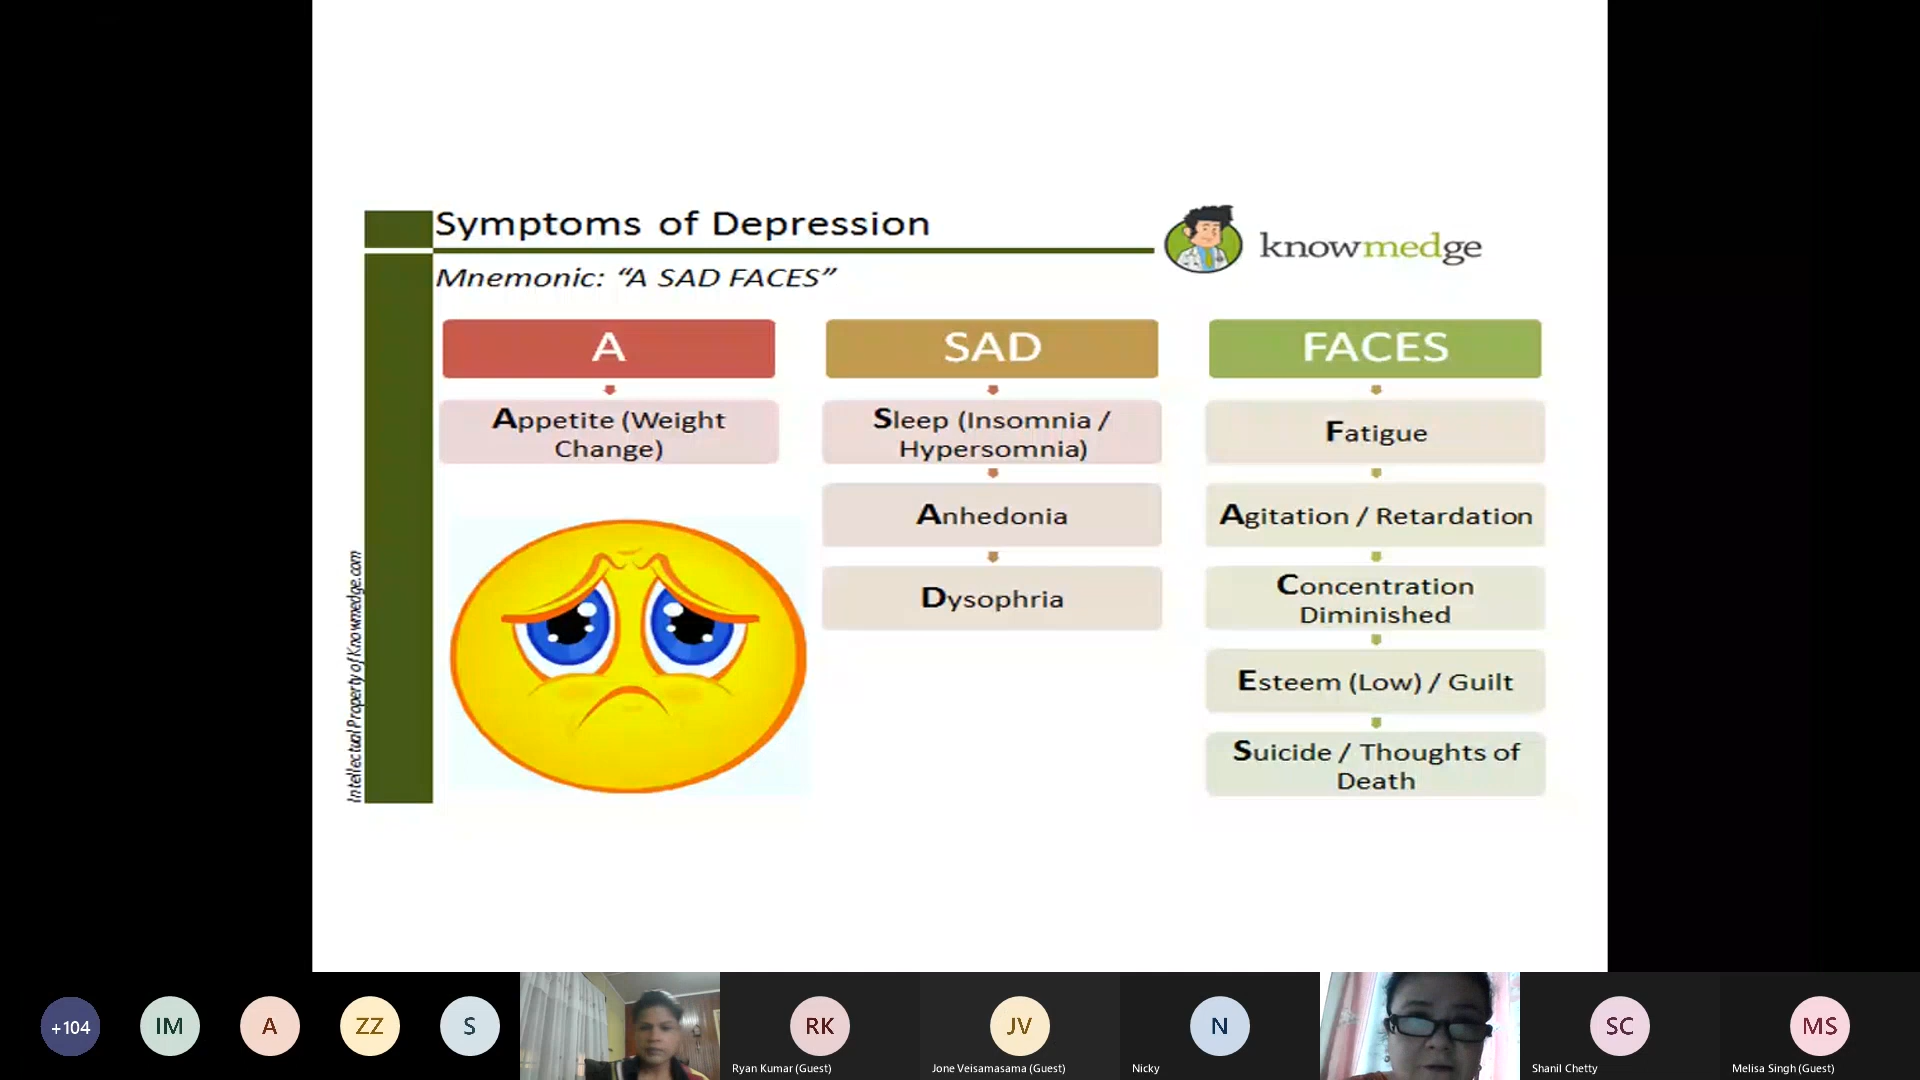 Symptoms of Depression
knowmedge
Mnemonic: “A SAD FACES”
A
Appetite (Weight
Change)
SAD
Sleep (Insomnia /
Hypersomnia)
Anhedonia
Dysophria
FACES
Fatigue
Agitation / Retardation
Concentration
Diminished
Esteem (Low) / Guilt
Suicide / Thoughts of
Death
Intellectual Property of Knowmedge.com
+104
IM
A
ZZ
S
RK
Ryan Kumar (Guest)
JV
Jone Veisamasama (Guest)
N
Nicky
SC
Shanil Chetty
MS
Melisa Singh (Guest)